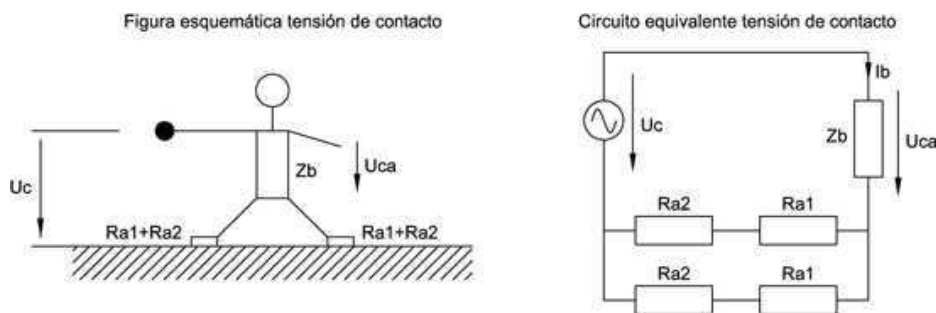 Figura esquemática tensión de contacto
Uc
Zb
Uca
Ra1+Ra2
Ra1+Ra2
Circuito equivalente tensión de contacto
Ib
Uc
Zb
Uca
Ra2
Ra1
Ra2
Ra1